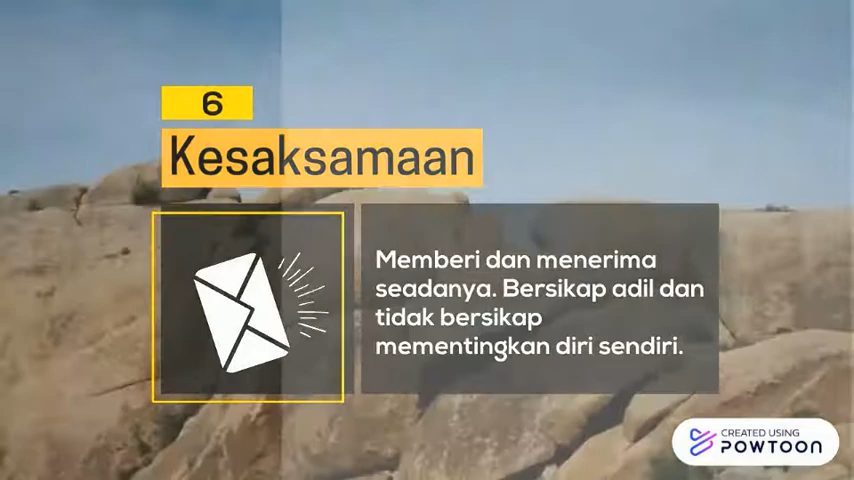 6
Kesaksamaan
Memberi dan menerima
seadanya. Bersikap adil dan
tidak bersikap
mementingkan diri sendiri.
CREATED USING
POWTOON